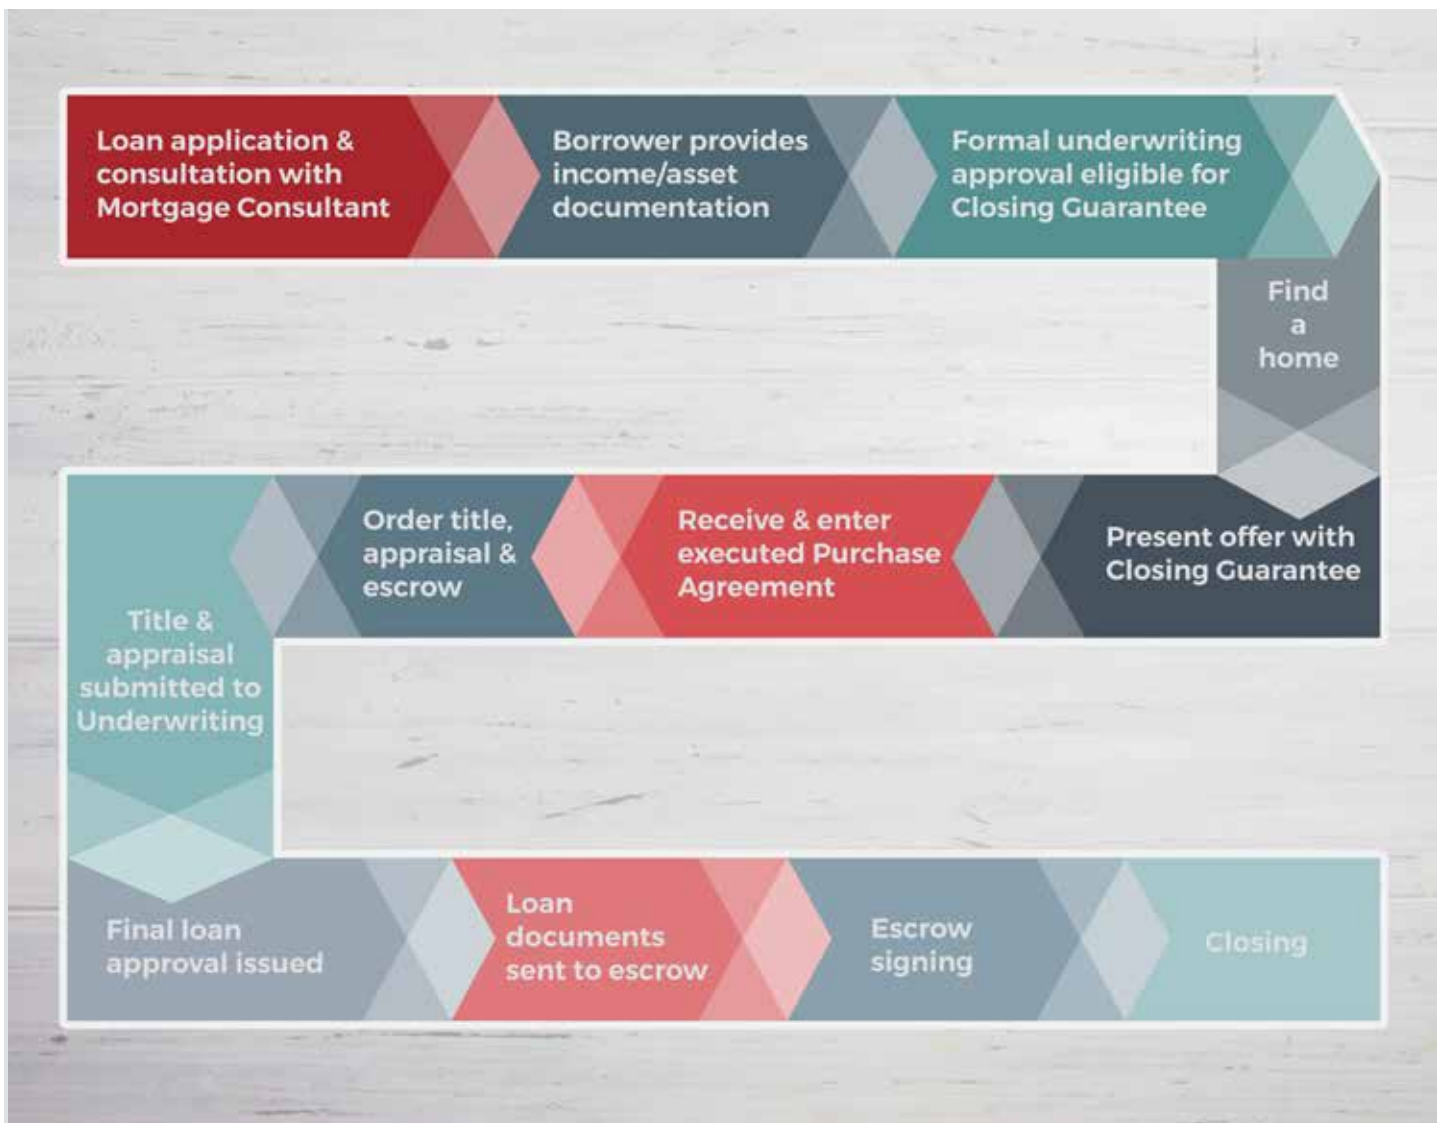 Loan application &
consultation with
Mortgage Consultant
Borrower provides
income/asset
documentation
Formal underwriting
approval eligible for
Closing Guarantee
Find
a
home
Present offer with
Closing Guarantee
Receive & enter
executed Purchase
Agreement
Order title,
appraisal &
escrow
Title &
appraisal
submitted to
Underwriting
Final loan
approval issued
Loan
documents
sent to escrow
Escrow
signing
Closing